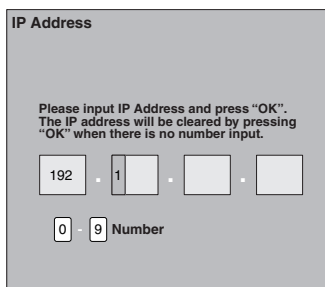 IP Address
Please input IP Address and press “OK”.
The IP address will be cleared by pressing
“OK” when there is no number input.
192 . 1 . .
0 - 9 Number